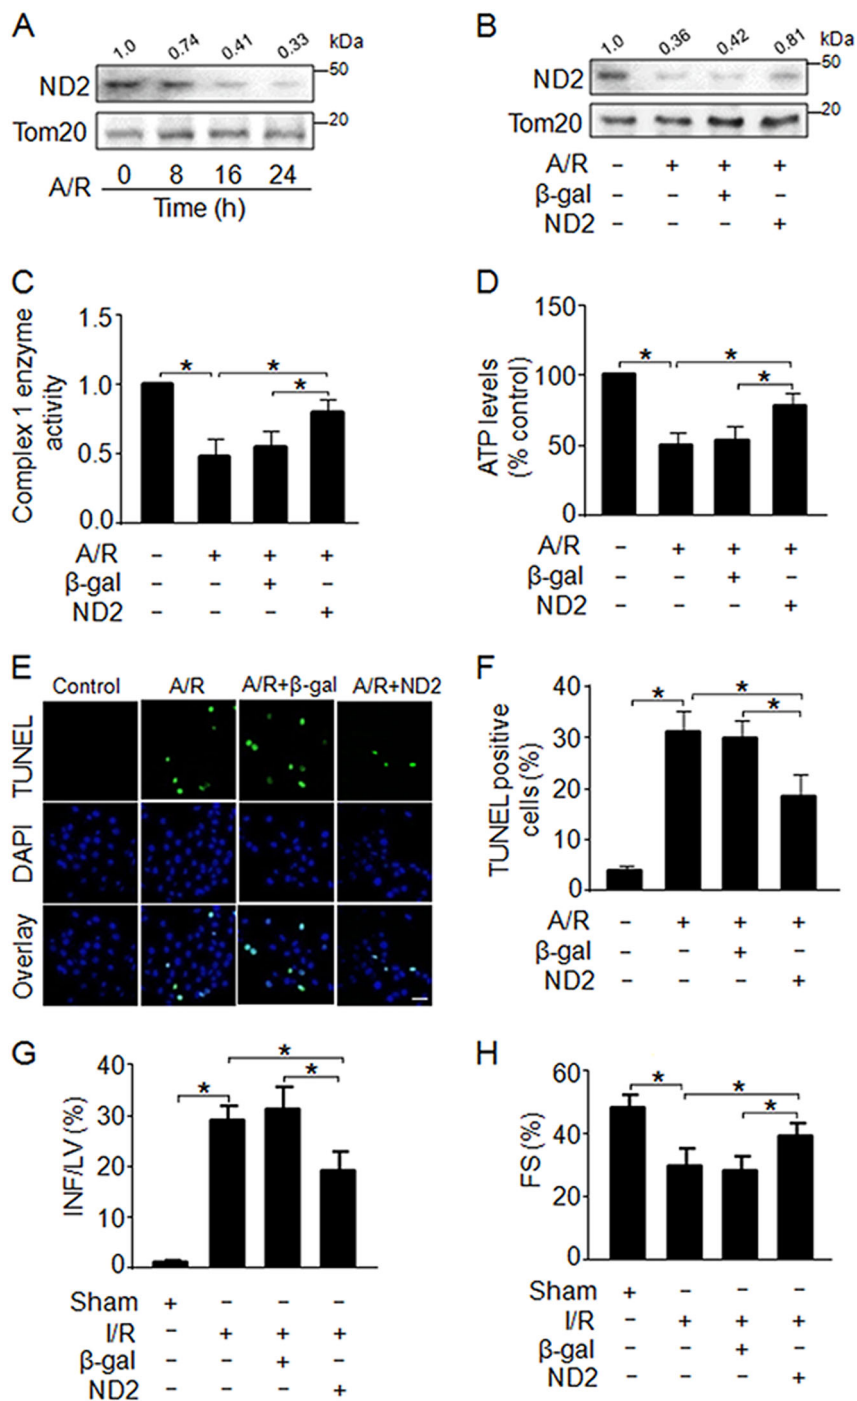 A
1.0 0.74 0.41 0.33 kDa
ND2 50
Tom20 20
A/R 0 8 16 24
Time (h)
B
1.0 0.36 0.42 0.81 kDa
ND2 50
Tom20 20
A/R − + + +
β-gal − − + −
ND2 − − − +
C
Complex 1 enzyme
activity
1.5
1.0
0.5
0.0
* * *
A/R − + + +
β-gal − − + −
ND2 − − − +
D
ATP levels
(% control)
150
100
50
0
* * *
A/R − + + +
β-gal − − + −
ND2 − − − +
E
Control A/R A/R+β-gal A/R+ND2
TUNEL
DAPI
Overlay
F
TUNEL positive
cells (%)
40
30
20
10
0
* * *
A/R − + + +
β-gal − − + −
ND2 − − − +
G
INF/LV (%)
40
30
20
10
0
* * *
Sham + − − −
I/R − + + +
β-gal − − + −
ND2 − − − +
H
FS (%)
60
40
20
0
* * *
Sham + − − −
I/R − + + +
β-gal − − + −
ND2 − − − +